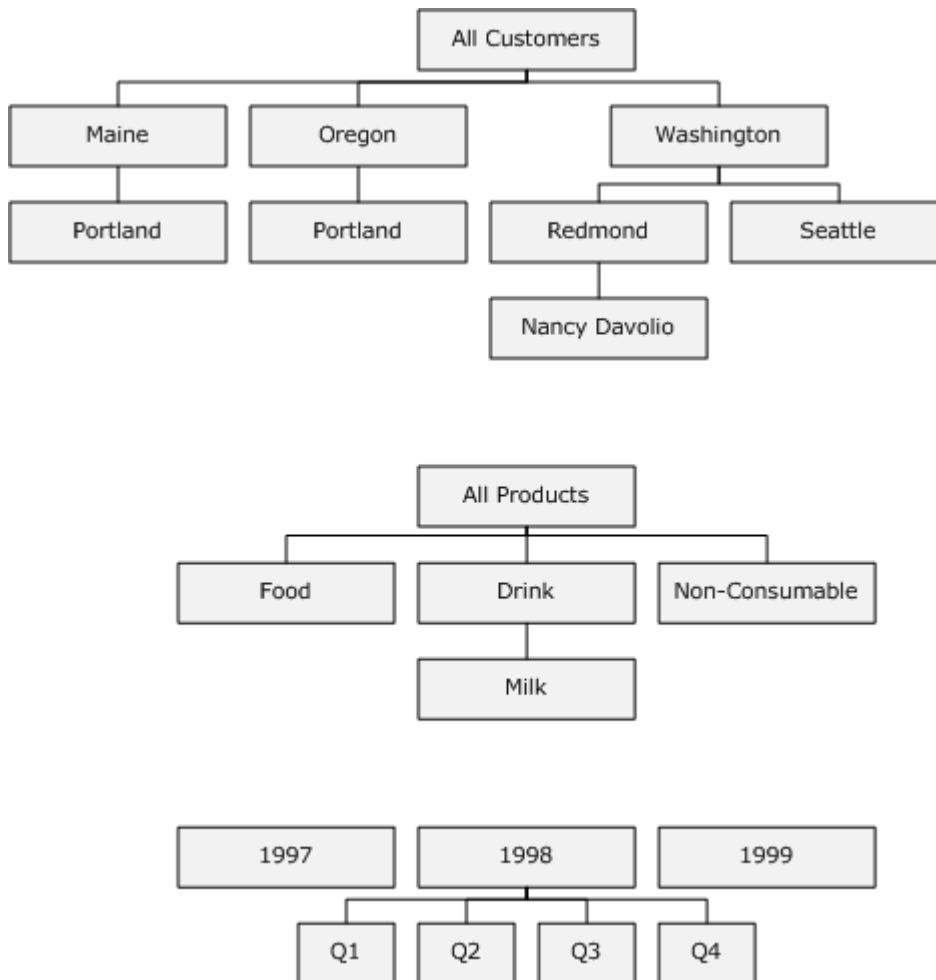 All Customers
Maine
Oregon
Washington
Portland
Portland
Redmond
Seattle
Nancy Davolio
All Products
Food
Drink
Non-Consumable
Milk
1997
1998
1999
Q1
Q2
Q3
Q4